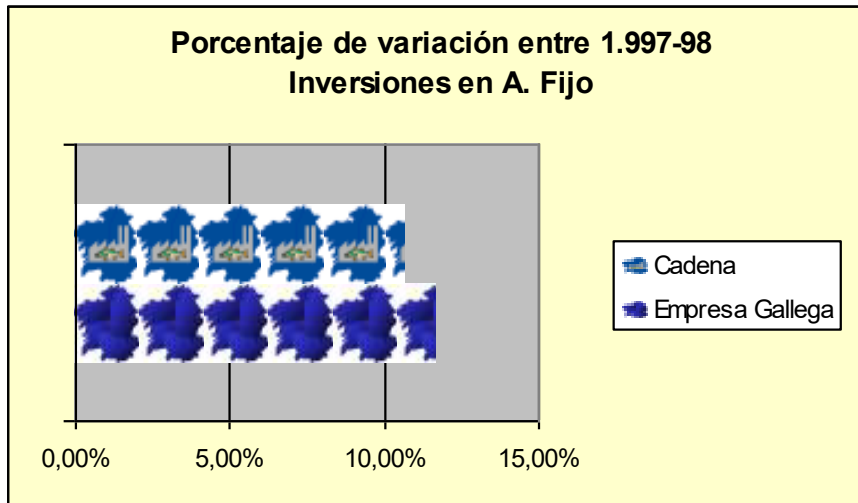 Porcentaje de variación entre 1.997-98
Inversiones en A. Fijo
Cadena
Empresa Gallega
0,00% 5,00% 10,00% 15,00%